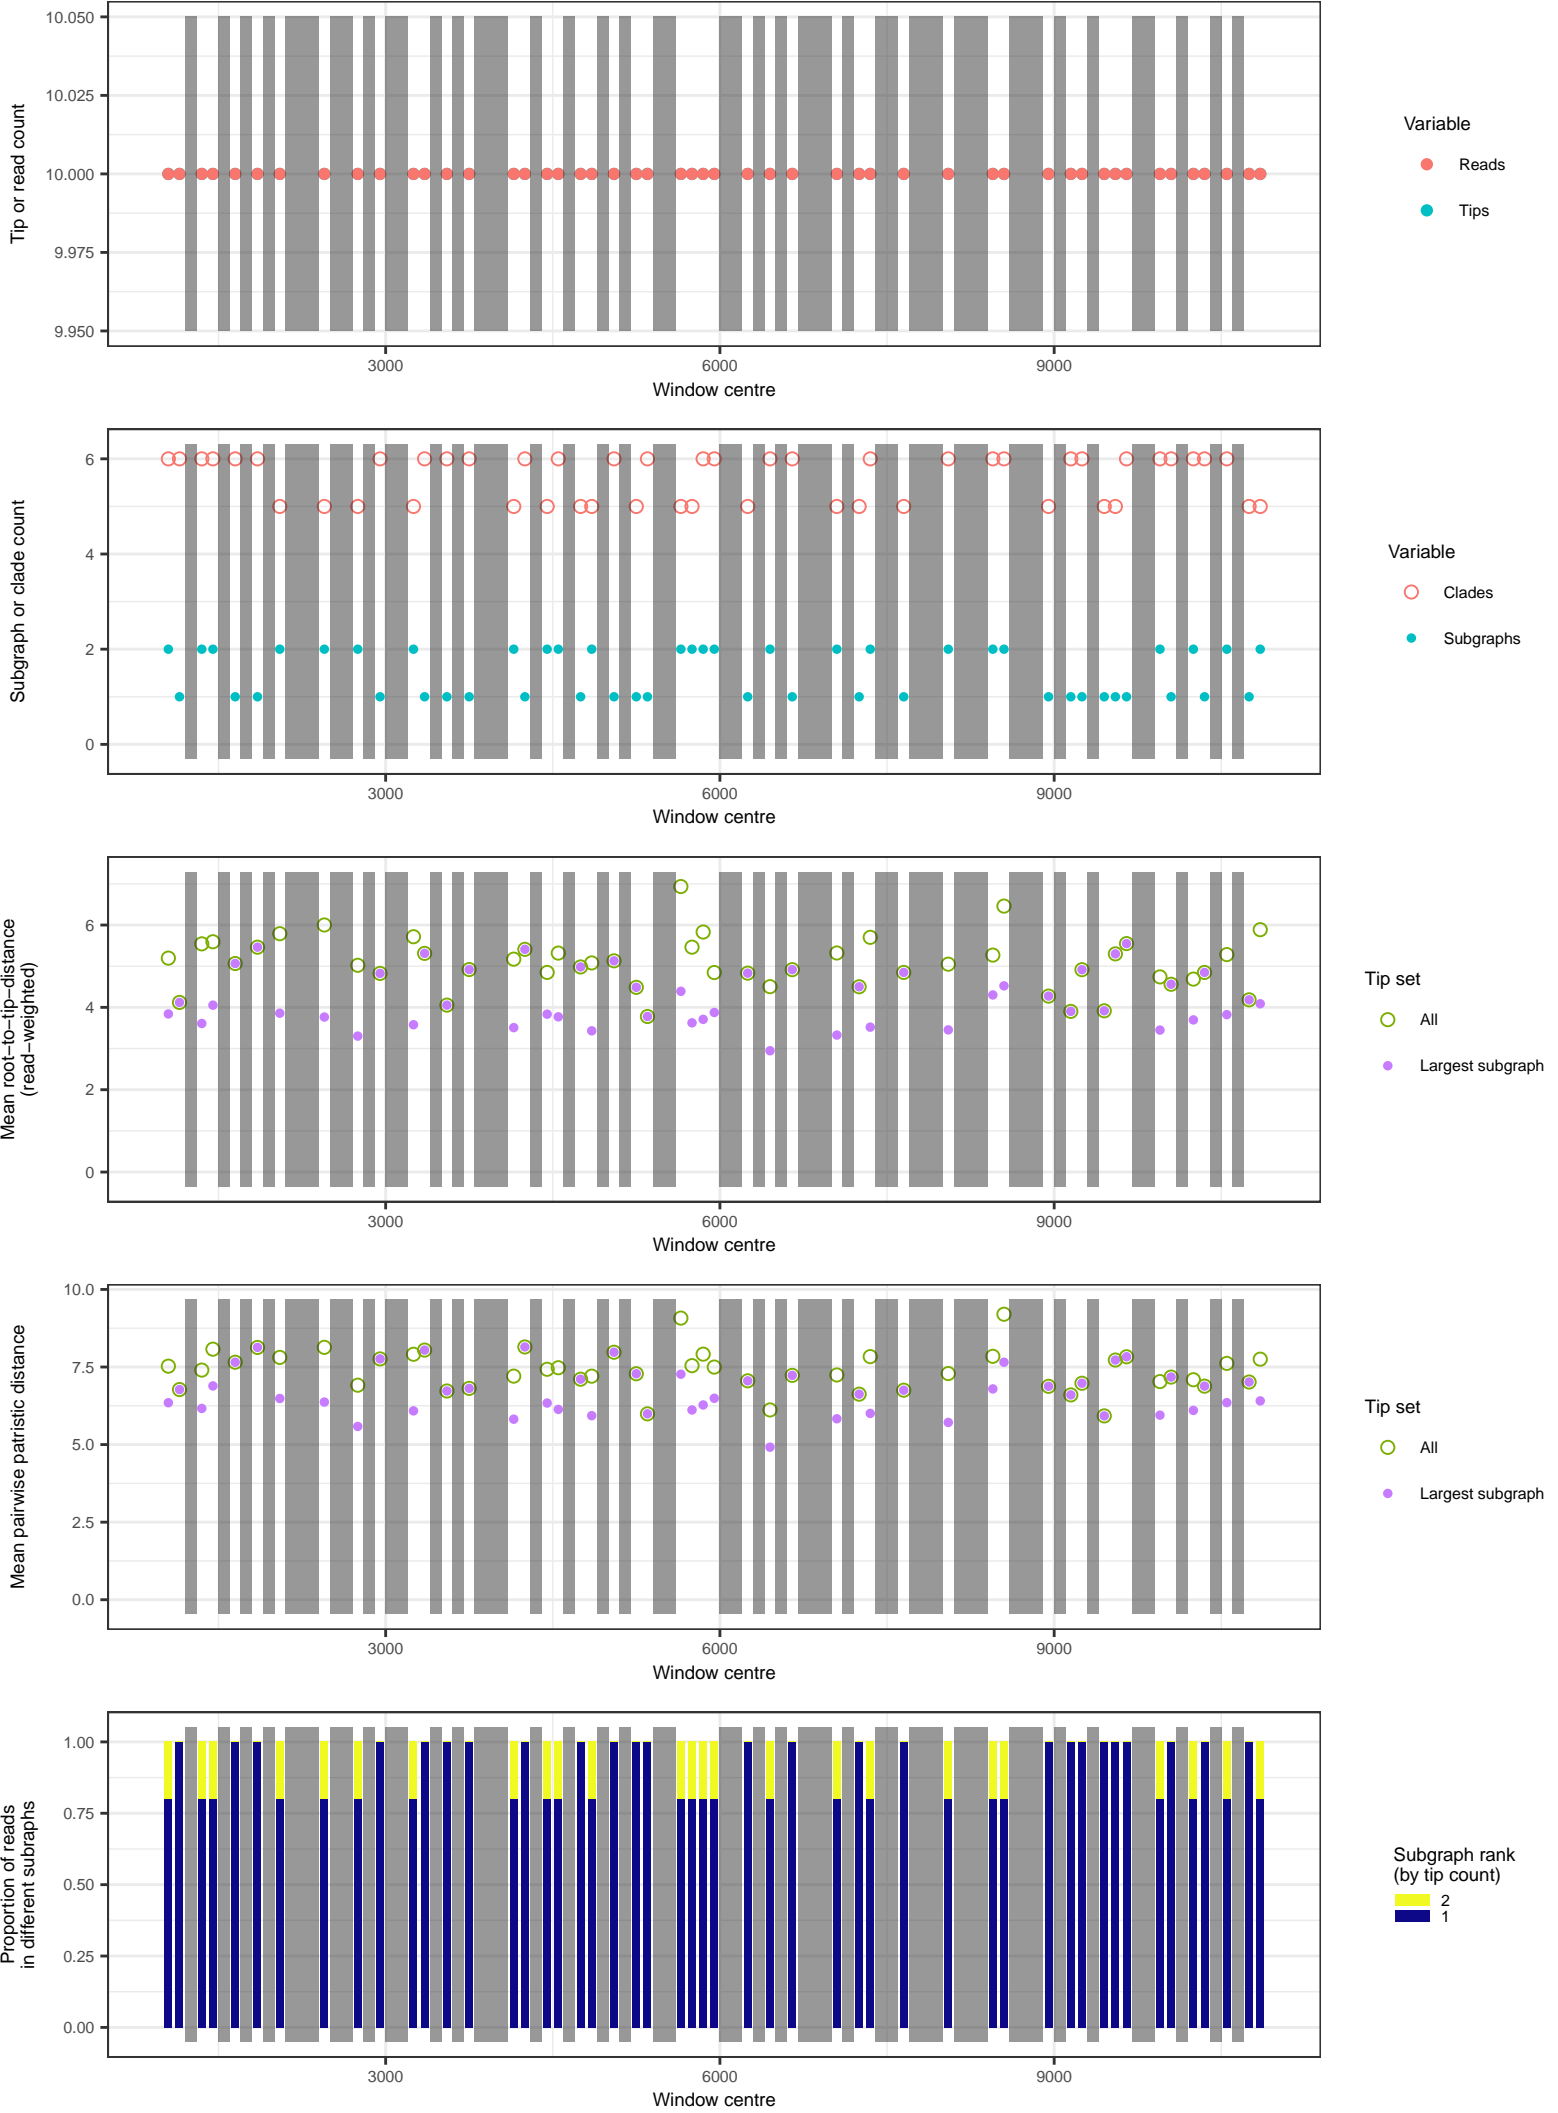 10.050
10.025
10.000
9.975
9.950
Tip or read count
3000
6000
9000
Window centre
Variable
Reads
Tips
6
4
2
0
Subgraph or clade count
3000
6000
9000
Window centre
Variable
Clades
Subgraphs
6
4
2
0
Mean root−to−tip−distance
(read−weighted)
3000
6000
9000
Window centre
Tip set
All
Largest subgraph
10.0
7.5
5.0
2.5
0.0
Mean pairwise patristic distance
3000
6000
9000
Window centre
Tip set
All
Largest subgraph
1.00
0.75
0.50
0.25
0.00
Proportion of reads
in different subraphs
3000
6000
9000
Window centre
Subgraph rank
(by tip count)
2
1